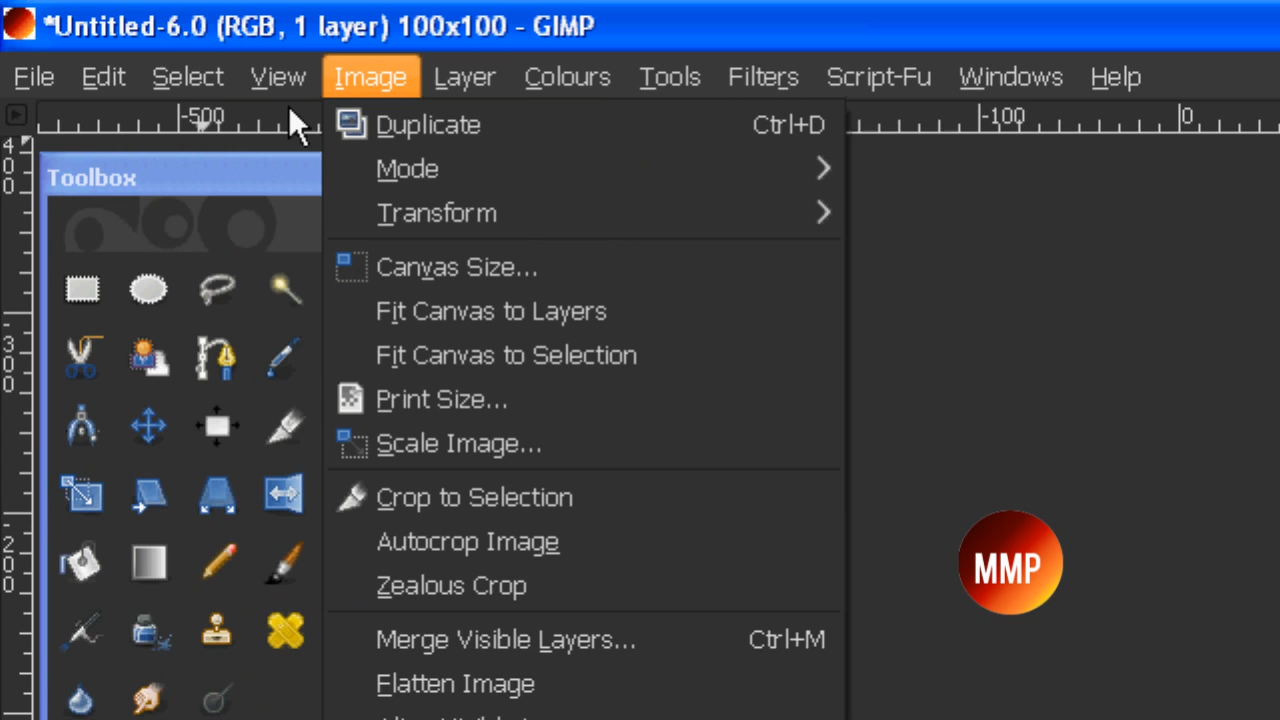 *Untitled-6.0 (RGB, 1 layer) 100x100 - GIMP
File Edit Select View Image Layer Colours Tools Filters Script-Fu Windows Help
-500 -100 0
Toolbox
Duplicate Ctrl+D
Mode
Transform
Canvas Size...
Fit Canvas to Layers
Fit Canvas to Selection
Print Size...
Scale Image...
Crop to Selection
Autocrop Image
Zealous Crop
Merge Visible Layers... Ctrl+M
Flatten Image
400
-300
-200
MMP